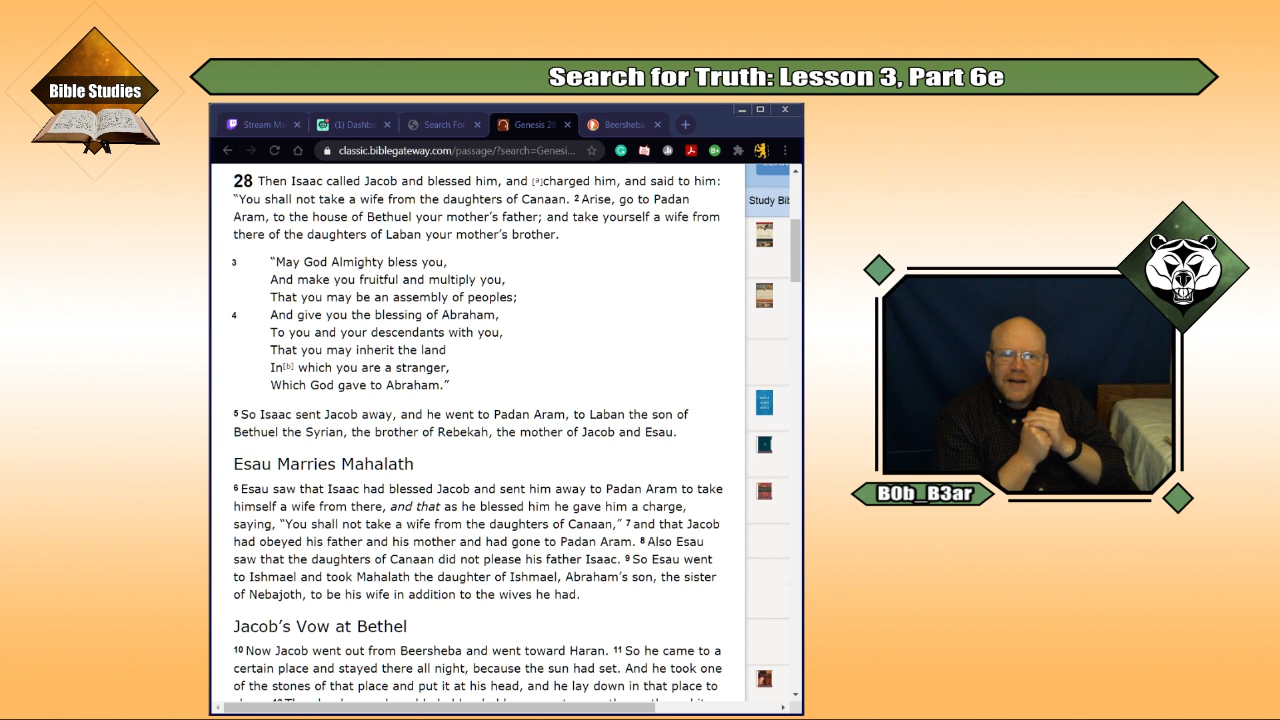 Bible Studies
Search for Truth: Lesson 3, Part 6e
Stream Ma
(1) Dashbo
Search For
Genesis 28
Beersheba
classic.biblegateway.com/passage/?search=Genesi...
28 Then Isaac called Jacob and blessed him, and [a]charged him, and said to him:
“You shall not take a wife from the daughters of Canaan. 2 Arise, go to Padan
Aram, to the house of Bethuel your mother’s father; and take yourself a wife from
there of the daughters of Laban your mother’s brother.
3 “May God Almighty bless you,
And make you fruitful and multiply you,
That you may be an assembly of peoples;
4 And give you the blessing of Abraham,
To you and your descendants with you,
That you may inherit the land
In[b] which you are a stranger,
Which God gave to Abraham.”
5 So Isaac sent Jacob away, and he went to Padan Aram, to Laban the son of
Bethuel the Syrian, the brother of Rebekah, the mother of Jacob and Esau.
Esau Marries Mahalath
6 Esau saw that Isaac had blessed Jacob and sent him away to Padan Aram to take
himself a wife from there, and that as he blessed him he gave him a charge,
saying, “You shall not take a wife from the daughters of Canaan,” 7 and that Jacob
had obeyed his father and his mother and had gone to Padan Aram. 8 Also Esau
saw that the daughters of Canaan did not please his father Isaac. 9 So Esau went
to Ishmael and took Mahalath the daughter of Ishmael, Abraham’s son, the sister
of Nebajoth, to be his wife in addition to the wives he had.
Jacob’s Vow at Bethel
10 Now Jacob went out from Beersheba and went toward Haran. 11 So he came to a
certain place and stayed there all night, because the sun had set. And he took one
of the stones of that place and put it at his head, and he lay down in that place to
Study Bib
B0b_B3ar